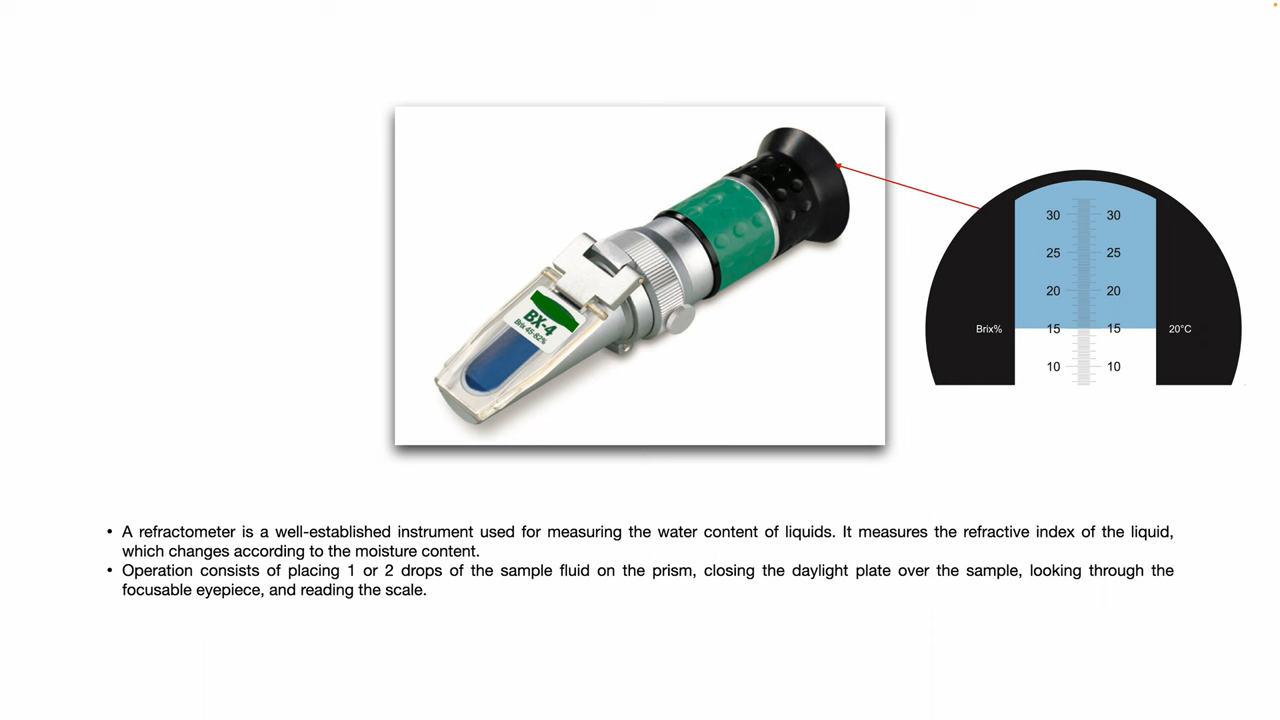 BX-4
Brix 45-82%
30 30
25 25
20 20
Brix% 15 15 20°C
10 10
• A refractometer is a well-established instrument used for measuring the water content of liquids. It measures the refractive index of the liquid,
which changes according to the moisture content.
• Operation consists of placing 1 or 2 drops of the sample fluid on the prism, closing the daylight plate over the sample, looking through the
focusable eyepiece, and reading the scale.